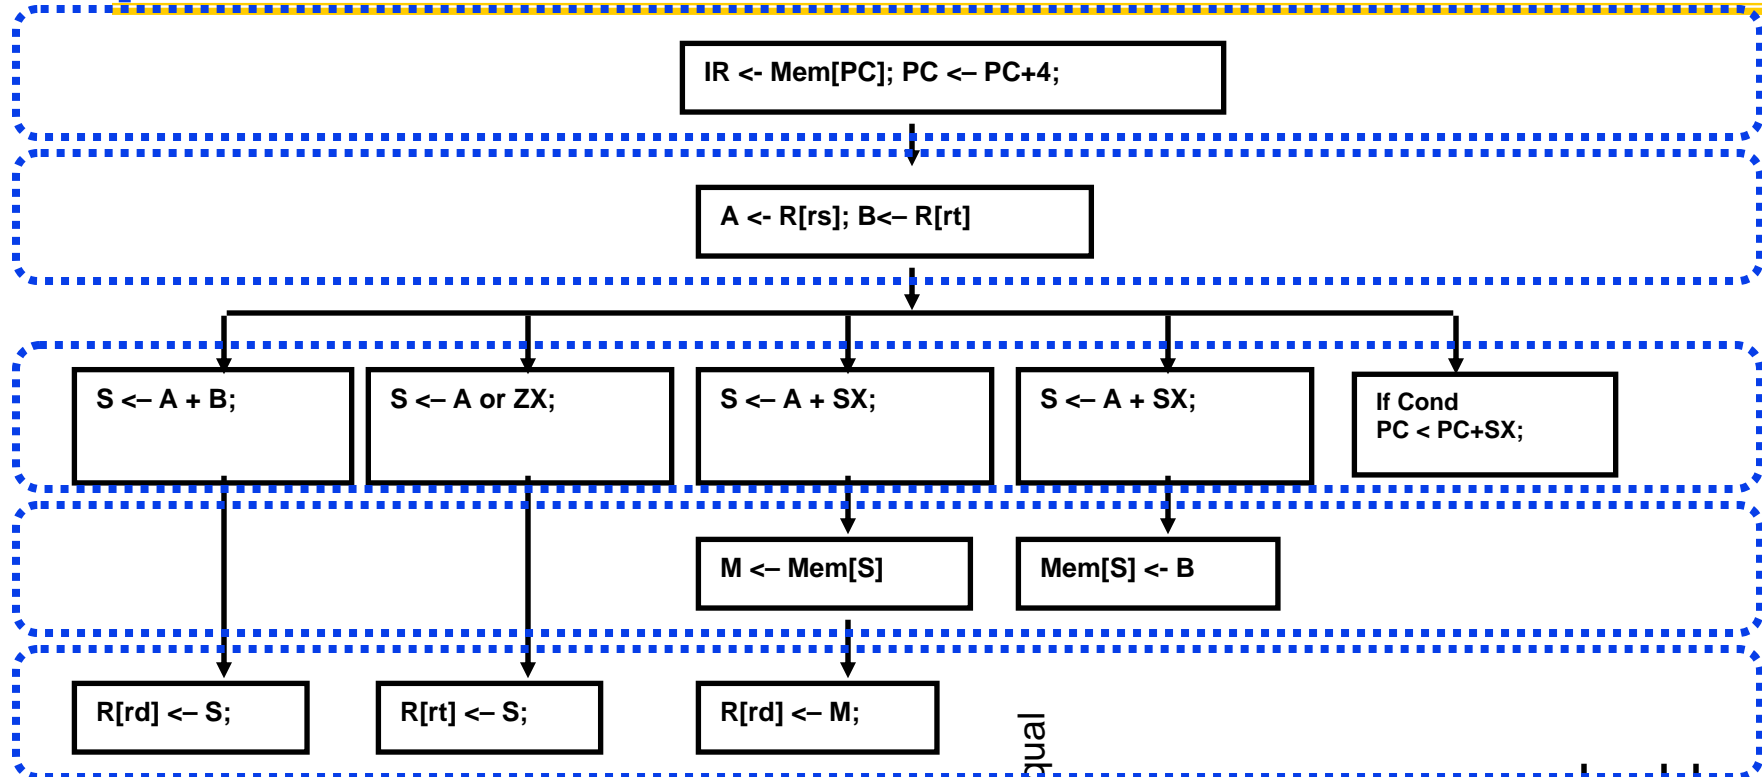 IR <- Mem[PC]; PC <– PC+4;
A <- R[rs]; B<– R[rt]
S <– A + B;
S <– A or ZX;
S <– A + SX;
S <– A + SX;
If Cond
PC < PC+SX;
M <– Mem[S]
Mem[S] <- B
R[rd] <– S;
R[rt] <– S;
R[rd] <– M;
qual